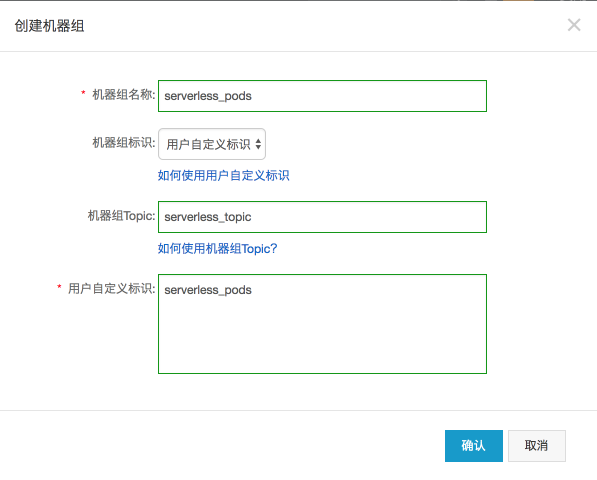 创建机器组
* 机器组名称: serverless_pods
机器组标识: 用户自定义标识
如何使用用户自定义标识
机器组Topic: serverless_topic
如何使用机器组Topic?
* 用户自定义标识: serverless_pods
确认 取消